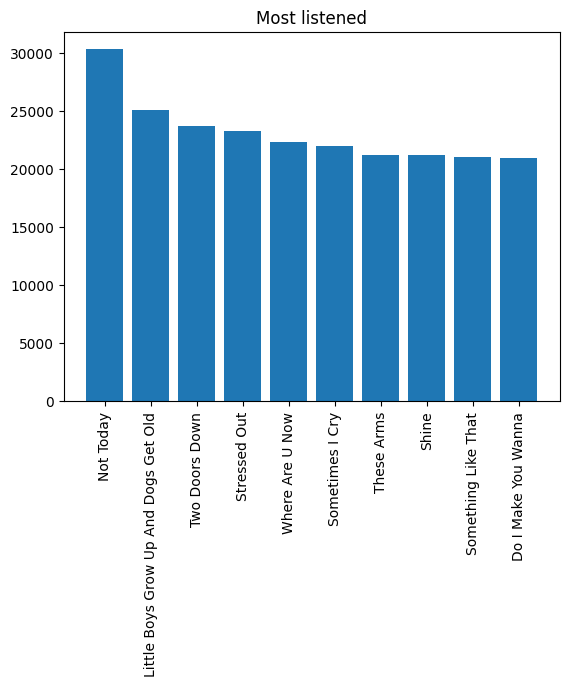 Most listened
30000
25000
20000
15000
10000
5000
0
Not Today
Little Boys Grow Up And Dogs Get Old
Two Doors Down
Stressed Out
Where Are U Now
Sometimes I Cry
These Arms
Shine
Something Like That
Do I Make You Wanna